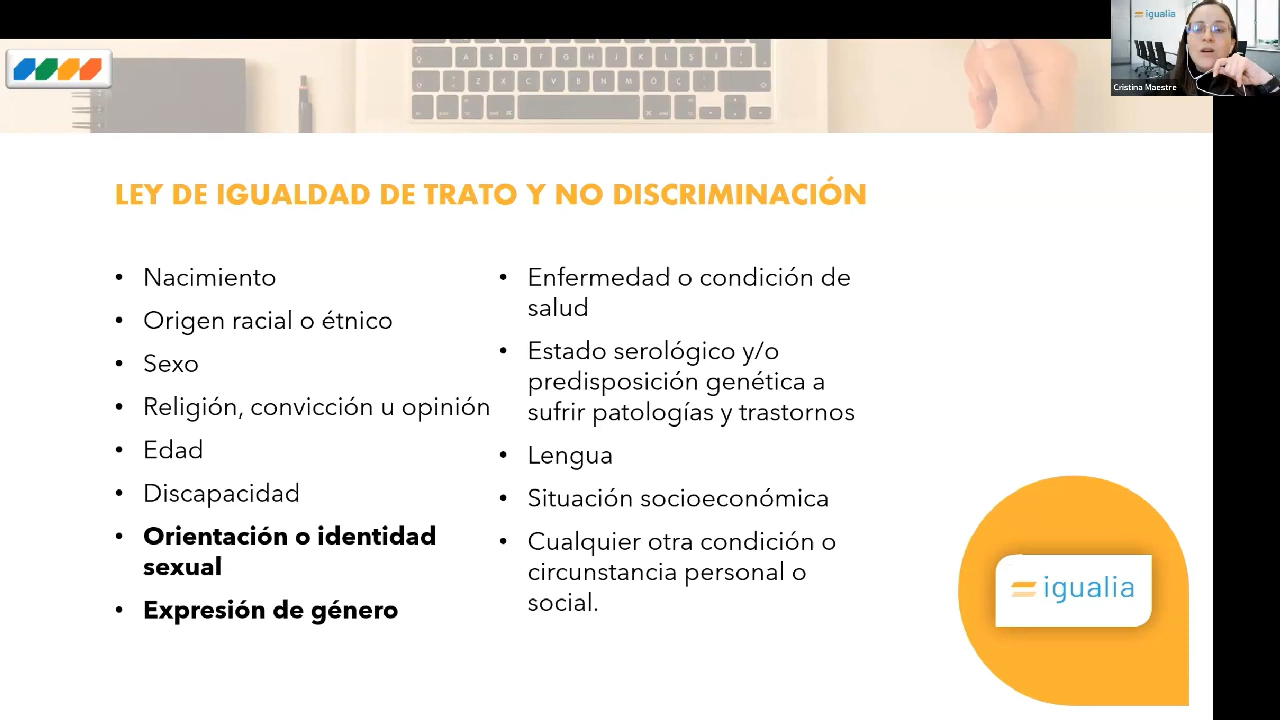 igualia
Cristina Maestre
LEY DE IGUALDAD DE TRATO Y NO DISCRIMINACIÓN
• Nacimiento
• Origen racial o étnico
• Sexo
• Religión, convicción u opinión
• Edad
• Discapacidad
• Orientación o identidad
sexual
• Expresión de género
• Enfermedad o condición de
salud
• Estado serológico y/o
predisposición genética a
sufrir patologías y trastornos
• Lengua
• Situación socioeconómica
• Cualquier otra condición o
circunstancia personal o
social.
igualia